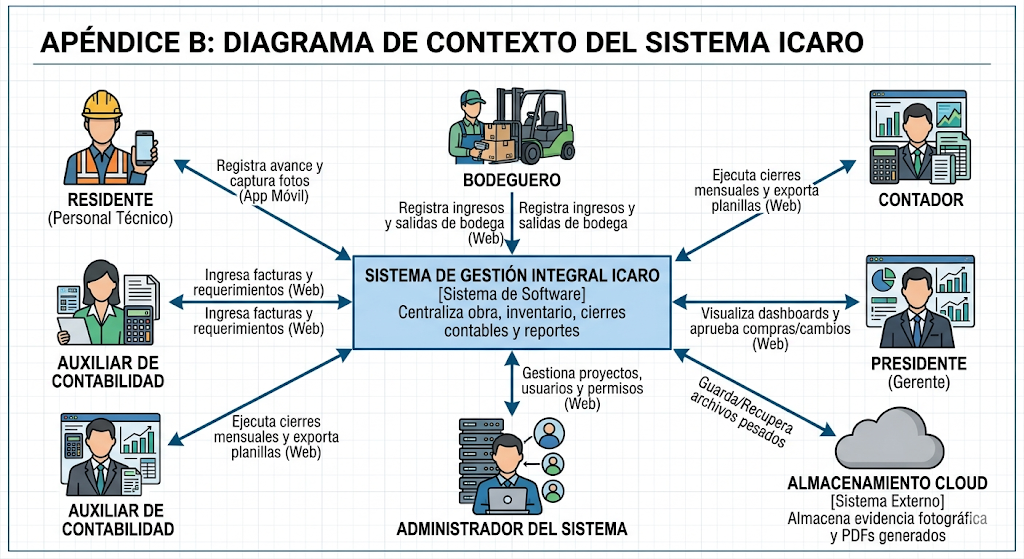 APÉNDICE B: DIAGRAMA DE CONTEXTO DEL SISTEMA ICARO
RESIDENTE
(Personal Técnico)
Registra avance y
captura fotos
(App Móvil)
BODEGUERO
Registra ingresos
y salidas de bodega
(Web)
Registra ingresos y
salidas de bodega
Ejecuta cierres
mensuales y exporta
planillas (Web)
CONTADOR
AUXILIAR DE
CONTABILIDAD
Ingresa facturas y
requerimientos (Web)
Ingresa facturas y
requerimientos (Web)
SISTEMA DE GESTIÓN INTEGRAL ICARO
[Sistema de Software]
Centraliza obra, inventario, cierres
contables y reportes
Visualiza dashboards y
aprueba compras/cambios
(Web)
PRESIDENTE
(Gerente)
AUXILIAR DE
CONTABILIDAD
Ejecuta cierres
mensuales y exporta
planillas (Web)
Gestiona proyectos,
usuarios y permisos
(Web)
ADMINISTRADOR DEL SISTEMA
Guarda/Recupera
archivos pesados
ALMACENAMIENTO CLOUD
[Sistema Externo]
Almacena evidencia fotográfica
y PDFs generados